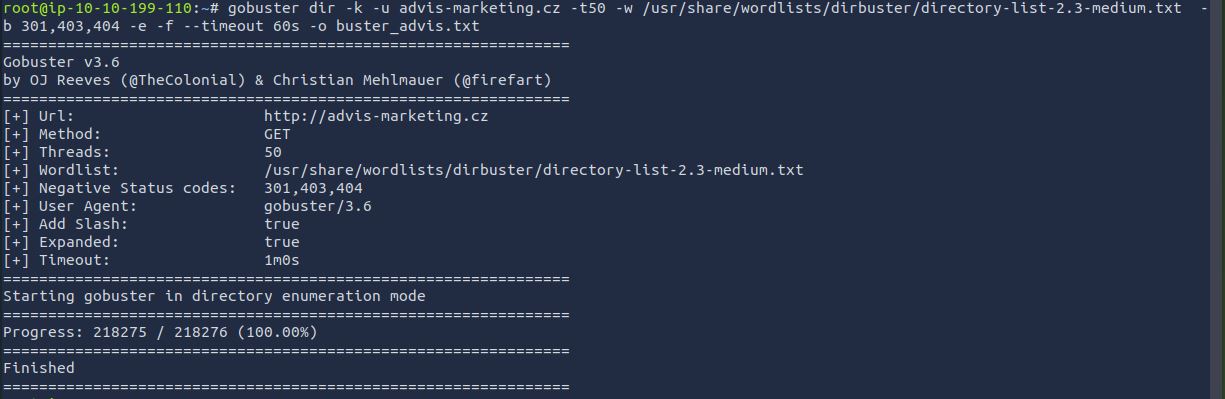 root@ip-10-10-199-110:~# gobuster dir -k -u advis-marketing.cz -t50 -w /usr/share/wordlists/dirbuster/directory-list-2.3-medium.txt  -
b 301,403,404 -e -f --timeout 60s -o buster_advis.txt
===============================================================
Gobuster v3.6
by OJ Reeves (@TheColonial) & Christian Mehlmauer (@firefart)
===============================================================
[+] Url:                     http://advis-marketing.cz
[+] Method:                  GET
[+] Threads:                 50
[+] Wordlist:                /usr/share/wordlists/dirbuster/directory-list-2.3-medium.txt
[+] Negative Status codes:   301,403,404
[+] User Agent:              gobuster/3.6
[+] Add Slash:               true
[+] Expanded:                true
[+] Timeout:                 1m0s
===============================================================
Starting gobuster in directory enumeration mode
===============================================================
Progress: 218275 / 218276 (100.00%)
===============================================================
Finished
===============================================================